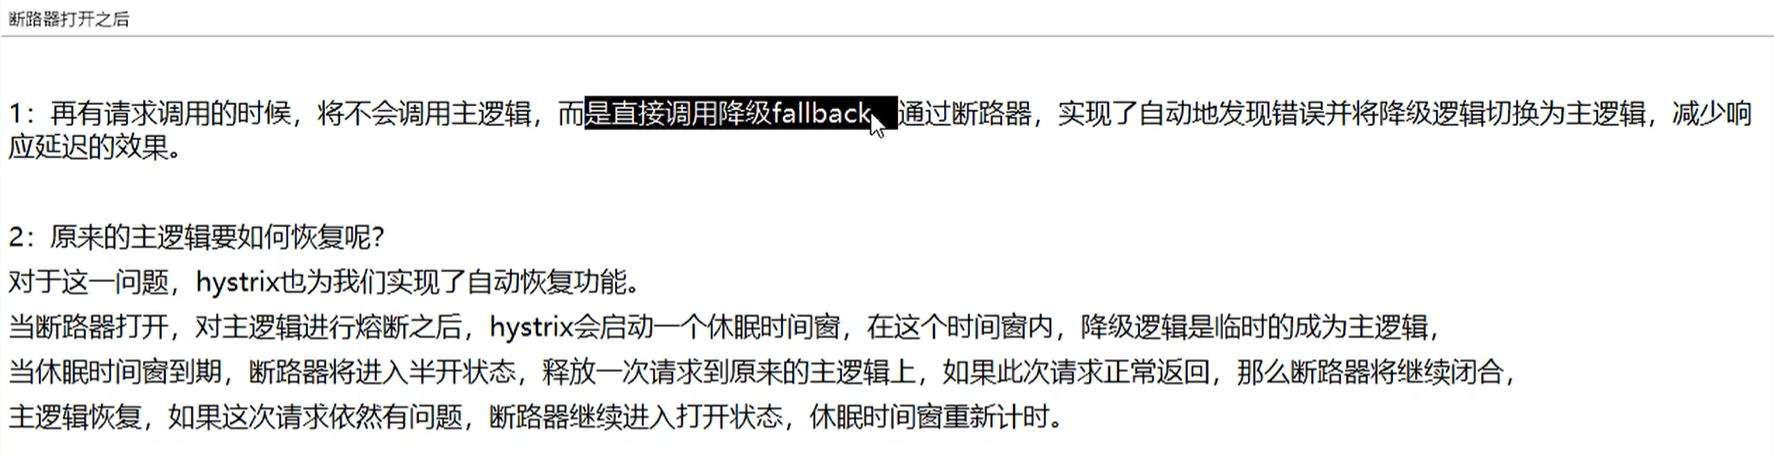 断路器打开之后
1：再有请求调用的时候，将不会调用主逻辑，而是直接调用降级fallback。通过断路器，实现了自动地发现错误并将降级逻辑切换为主逻辑，减少响
应延迟的效果。
2：原来的主逻辑要如何恢复呢？
对于这一问题，hystrix也为我们实现了自动恢复功能。
当断路器打开，对主逻辑进行熔断之后，hystrix会启动一个休眠时间窗，在这个时间窗内，降级逻辑是临时的成为主逻辑，
当休眠时间窗到期，断路器将进入半开状态，释放一次请求到原来的主逻辑上，如果此次请求正常返回，那么断路器将继续闭合，
主逻辑恢复，如果这次请求依然有问题，断路器继续进入打开状态，休眠时间窗重新计时。